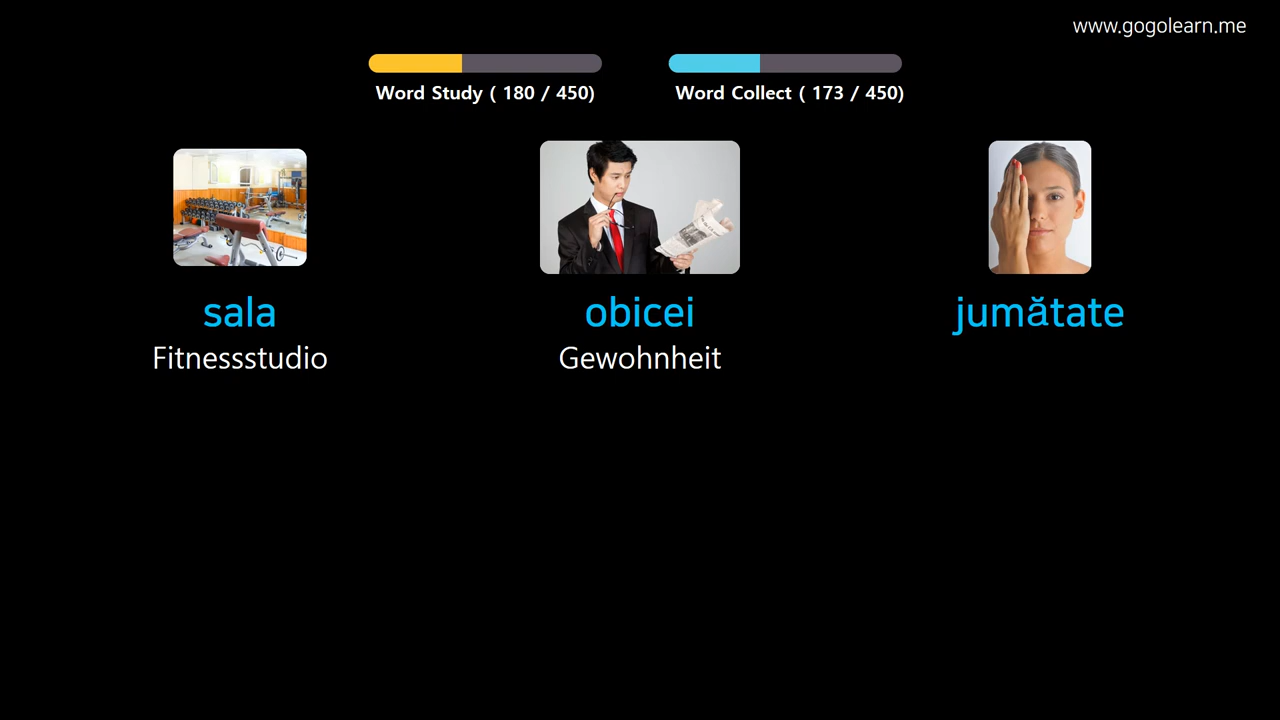 www.gogolearn.me
Word Study ( 180 / 450)
Word Collect ( 173 / 450)
sala
obicei
jumătate
Fitnessstudio
Gewohnheit